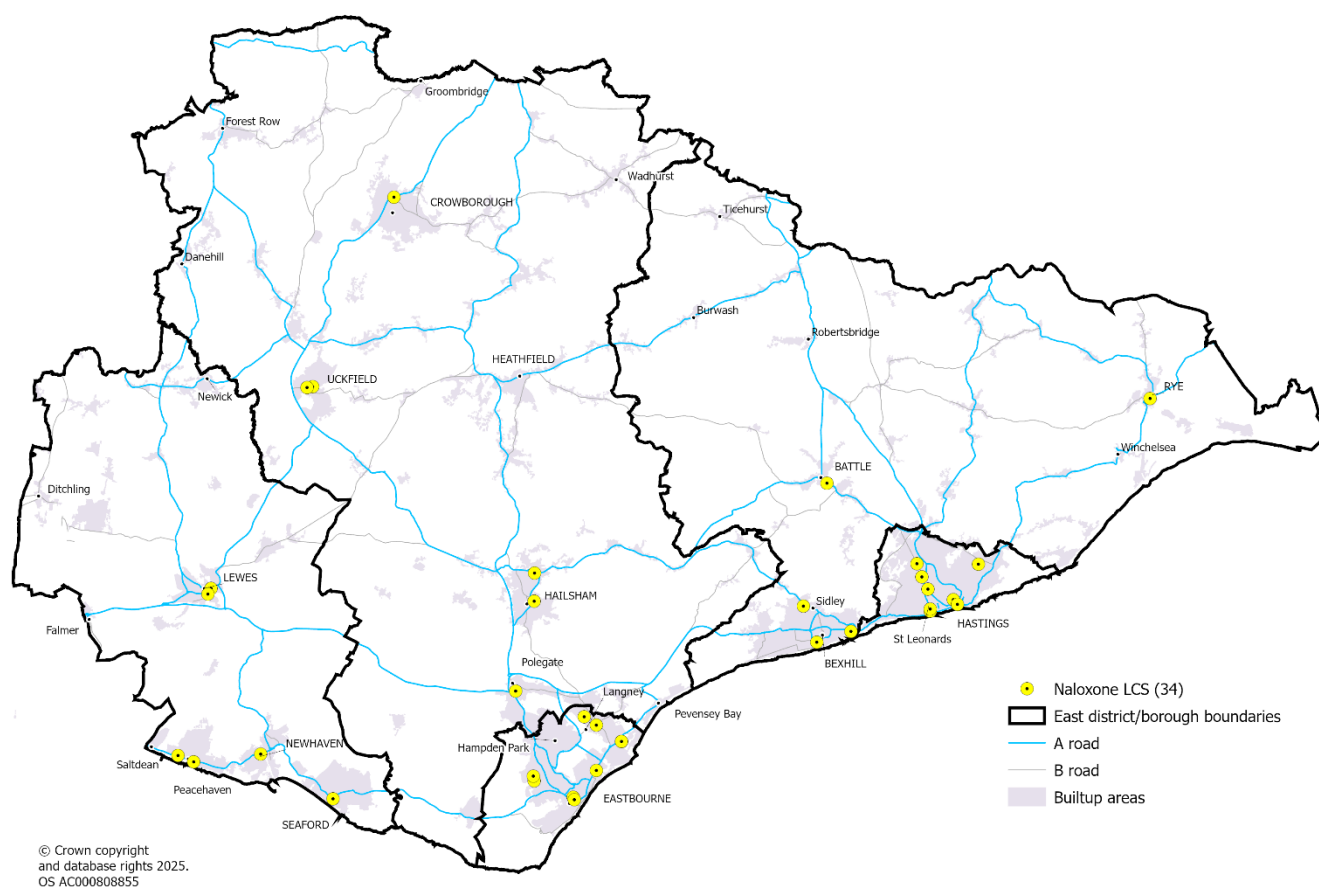 Groombridge
Forest Row
Wadhurst
CROWBOROUGH
Ticehurst
Danehill
Burwash
Robertsbridge
HEATHFIELD
UCKFIELD
RYE
Newick
Winchelsea
BATTLE
Ditchling
LEWES
HAILSHAM
Sidley
HASTINGS
Falmer
St Leonards
BEXHILL
Polegate
Langney
Pevensey Bay
Hampden Park
NEWHAVEN
Saltdean
Peacehaven
EASTBOURNE
SEAFORD
Naloxone LCS (34)
East district/borough boundaries
A road
B road
Builtup areas
© Crown copyright
and database rights 2025.
OS AC000808855